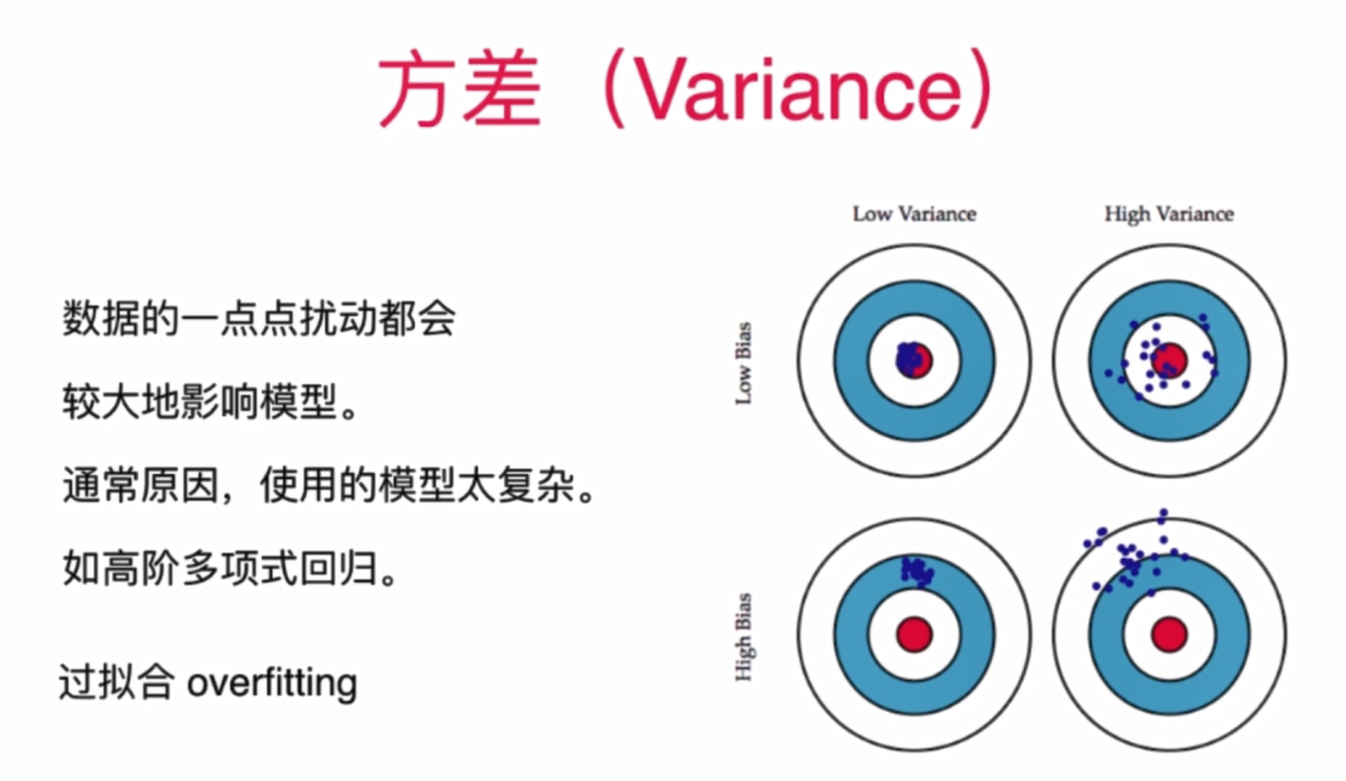 方差（Variance）
数据的一点点扰动都会
较大地影响模型。
通常原因，使用的模型太复杂。
如高阶多项式回归。
过拟合 overfitting
Low Variance
High Variance
Low Bias
High Bias